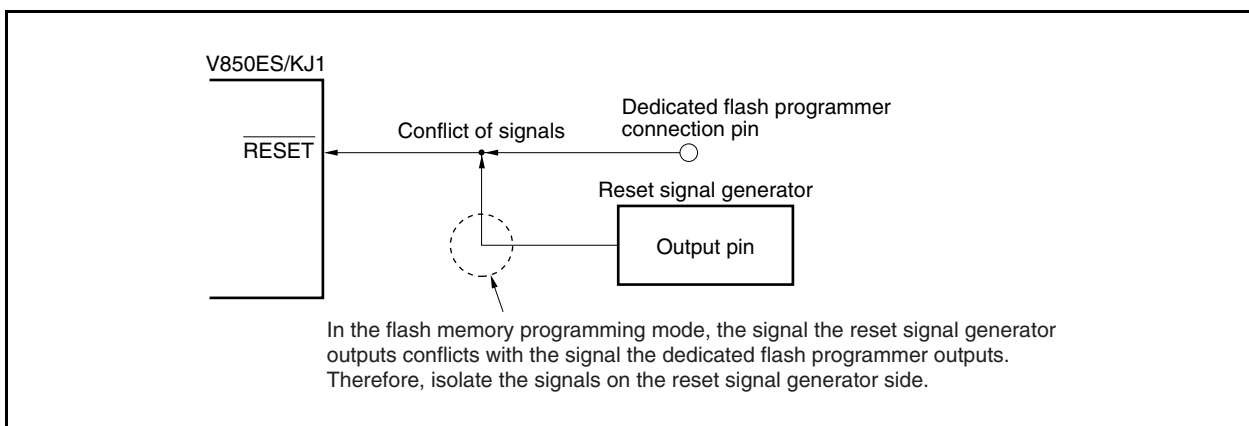 V850ES/KJ1
Dedicated flash programmer
connection pin
Conflict of signals
RESET
Reset signal generator
Output pin
In the flash memory programming mode, the signal the reset signal generator
outputs conflicts with the signal the dedicated flash programmer outputs.
Therefore, isolate the signals on the reset signal generator side.